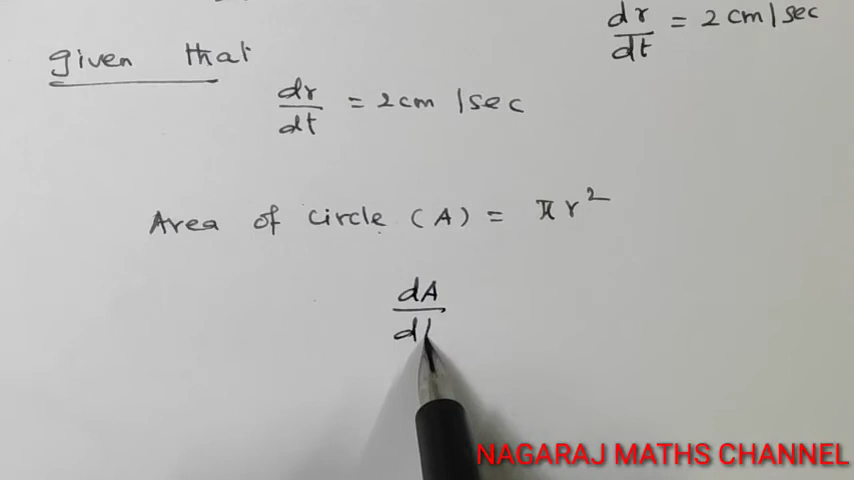 dr/dt = 2 cm/sec
given that
dr/dt = 2cm /sec
Area of circle (A) = πr²
dA/d
NAGARAJ MATHS CHANNEL